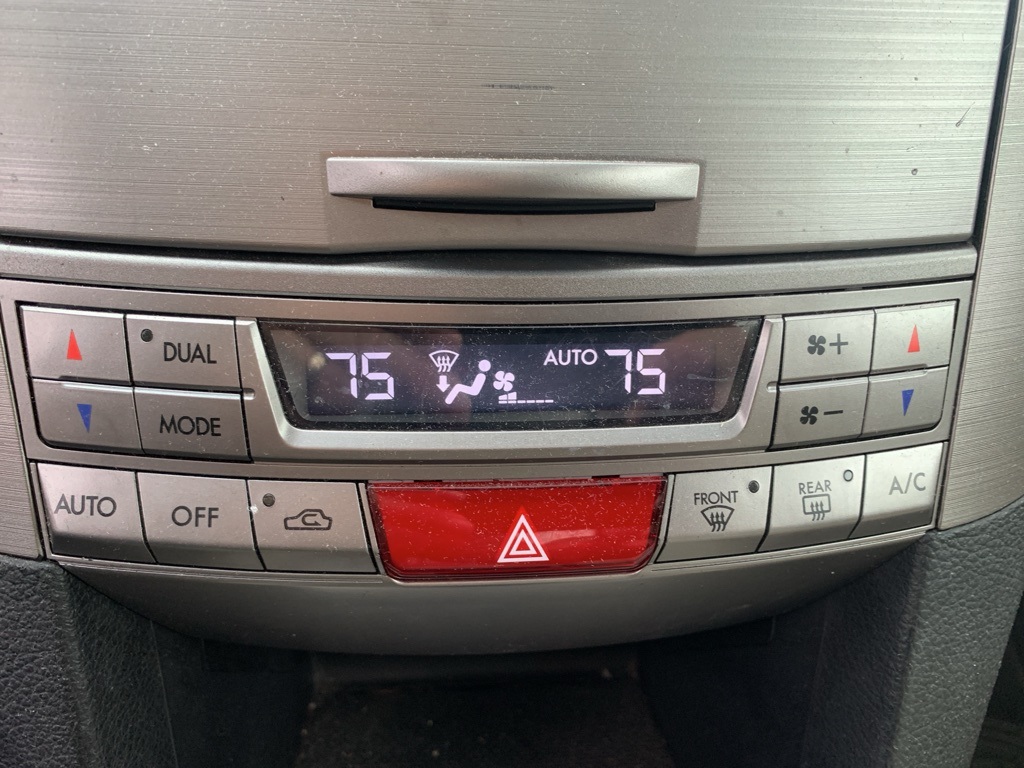 DUAL
75 AUTO 75
+
MODE
−
AUTO
OFF
FRONT
REAR
A/C